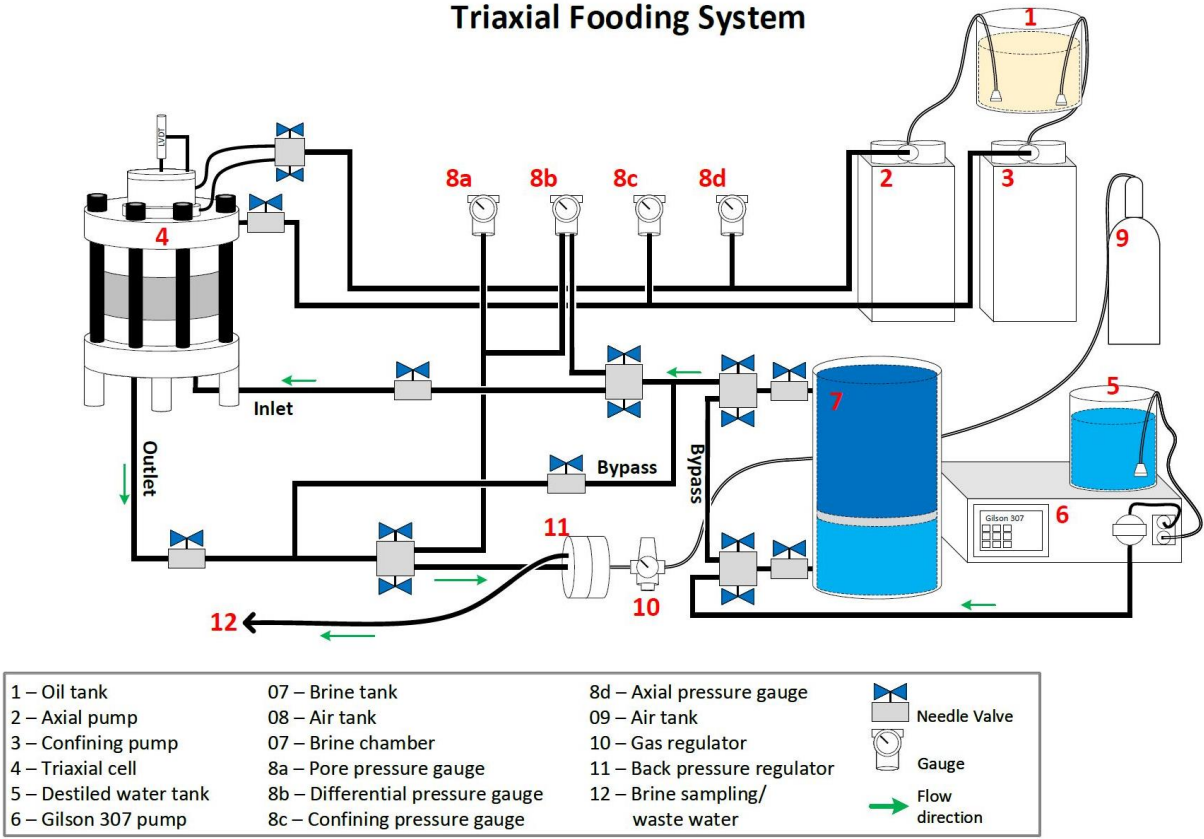 Triaxial Fooding System
1
LVDT
8a
8b
8c
8d
2
3
4
9
Inlet
7
5
Outlet
Bypass
Bypass
Gilson 307
6
11
10
12
1 – Oil tank
2 – Axial pump
3 – Confining pump
4 – Triaxial cell
5 – Destiled water tank
6 – Gilson 307 pump
07 – Brine tank
08 – Air tank
07 – Brine chamber
8a – Pore pressure gauge
8b – Differential pressure gauge
8c – Confining pressure gauge
8d – Axial pressure gauge
09 – Air tank
10 – Gas regulator
11 – Back pressure regulator
12 – Brine sampling/
waste water
Needle Valve
Gauge
Flow
direction